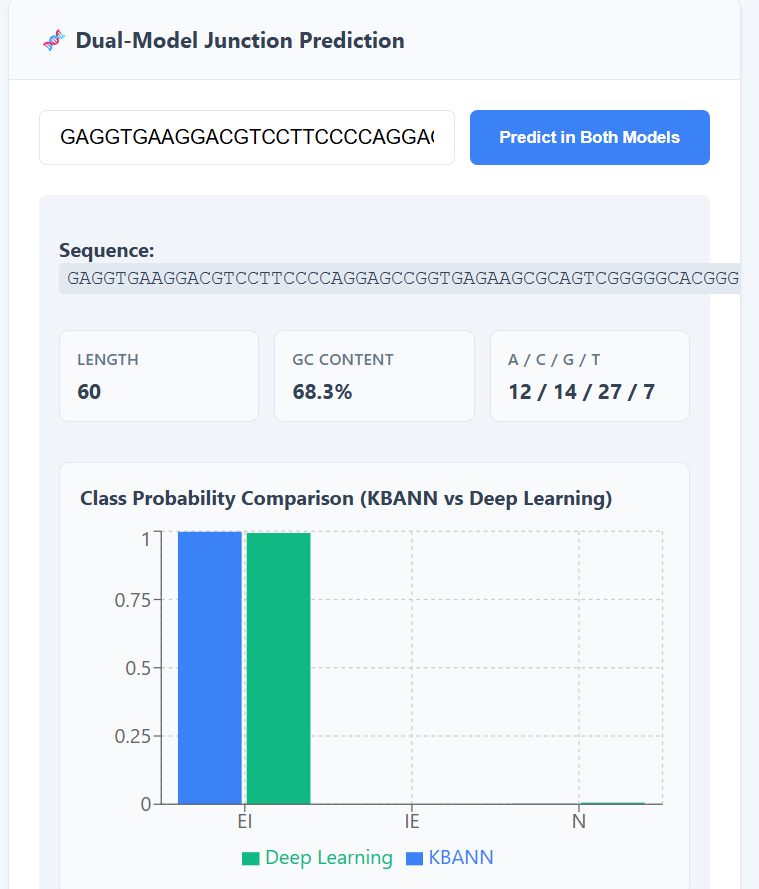 Dual-Model Junction Prediction
GAGGTGAAGGACGTCCTTCCCCAGGAC Predict in Both Models
Sequence:
GAGGTGAAGGACGTCCTTCCCCAGGAGCCGGTGAGAAGCGCAGTCGGGGGCACGGG
LENGTH GC CONTENT A / C / G / T
60 68.3% 12 / 14 / 27 / 7
Class Probability Comparison (KBANN vs Deep Learning)
1
0.75
0.5
0.25
0
EI IE N
Deep Learning KBANN